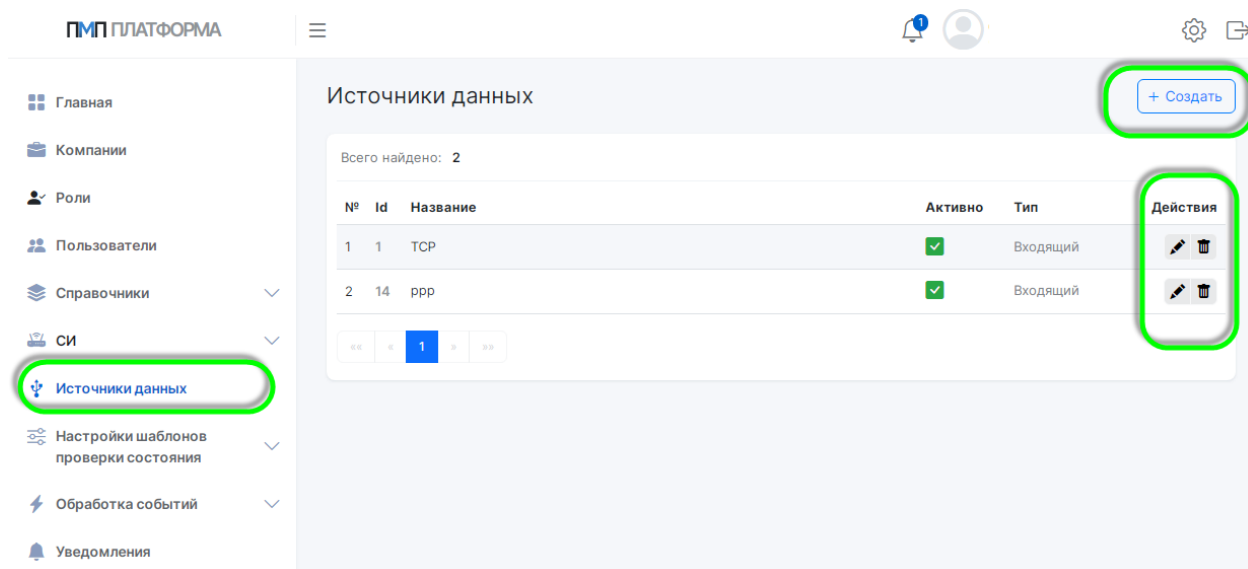 ПМП ПЛАТФОРМА
1
Главная
Компании
Роли
Пользователи
Справочники
СИ
Источники данных
Настройки шаблонов
проверки состояния
Обработка событий
Уведомления
Источники данных
+ Создать
Всего найдено: 2
№ Id Название Активно Тип Действия
1 1 TCP Входящий
2 14 ppp Входящий
«« « 1 » »»